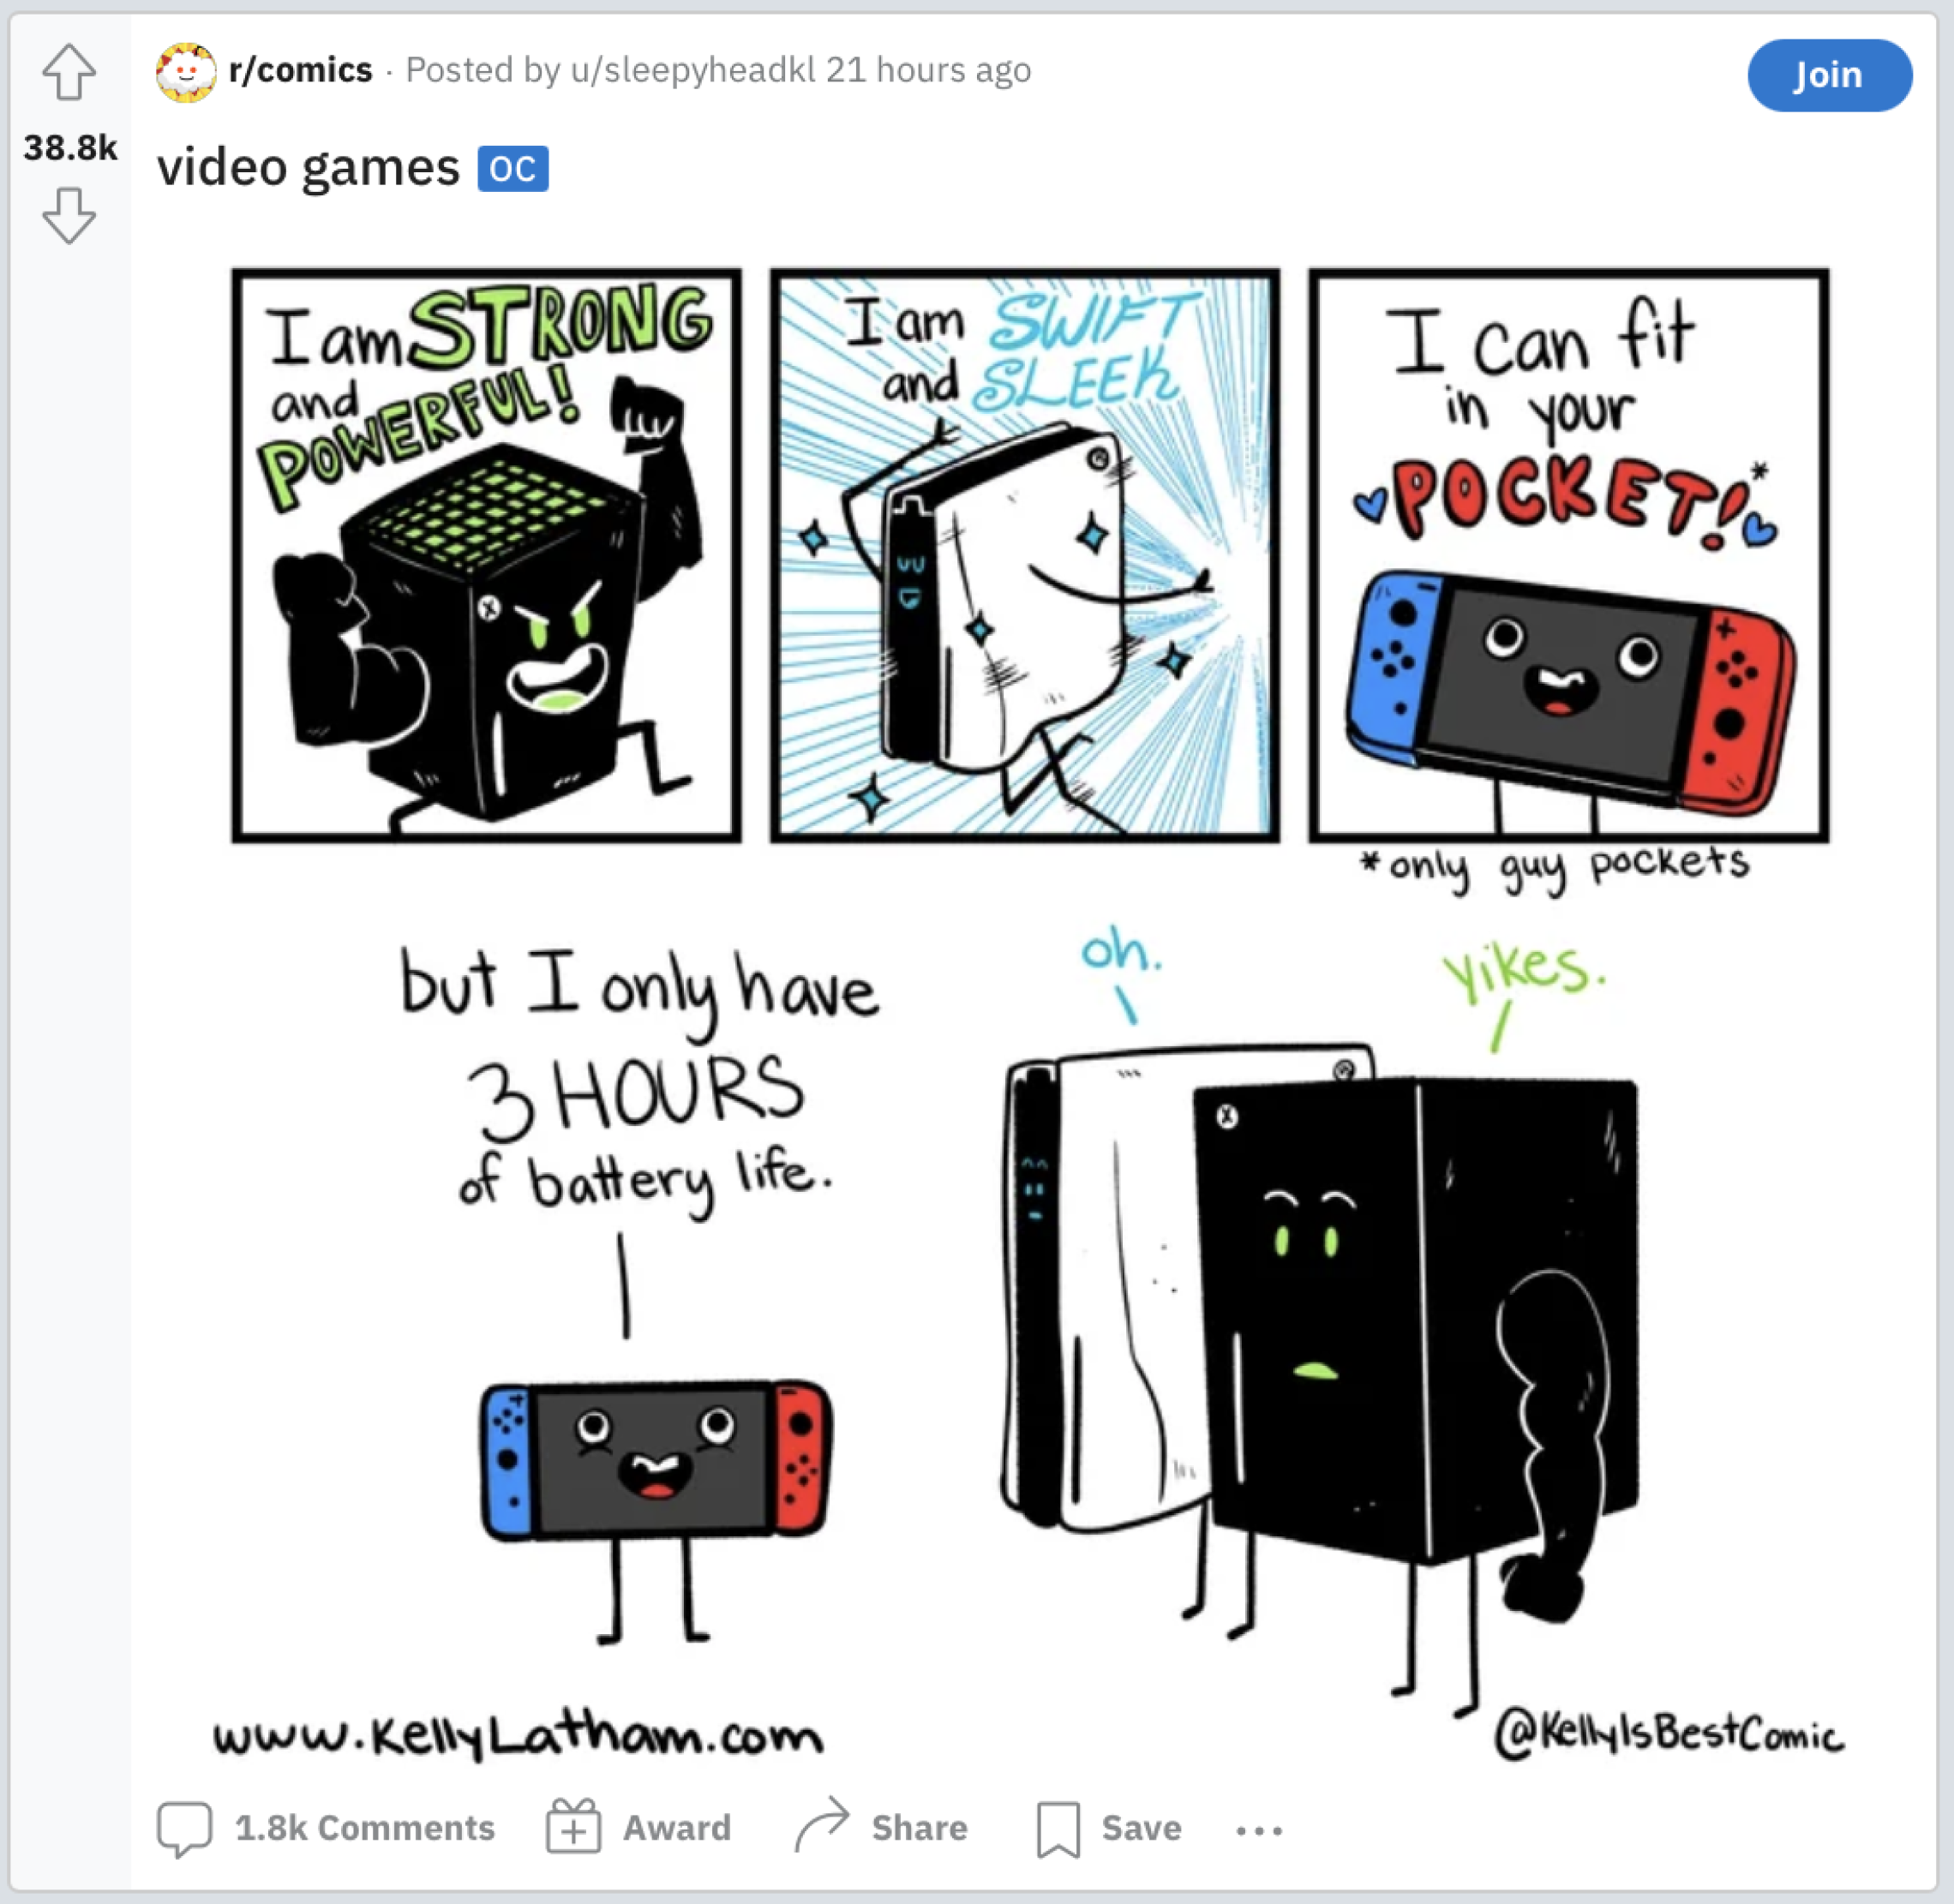 r/comics · Posted by u/sleepyheadkl 21 hours ago
Join
38.8k
video games OC
I am STRONG
and
POWERFUL!
I am SWIFT
and SLEEK
I can fit
in your
POCKET!*
*only guy pockets
but I only have
3 HOURS
of battery life.
oh.
yikes.
www.KellyLatham.com
@KellyIsBestComic
1.8k Comments Award Share Save ...